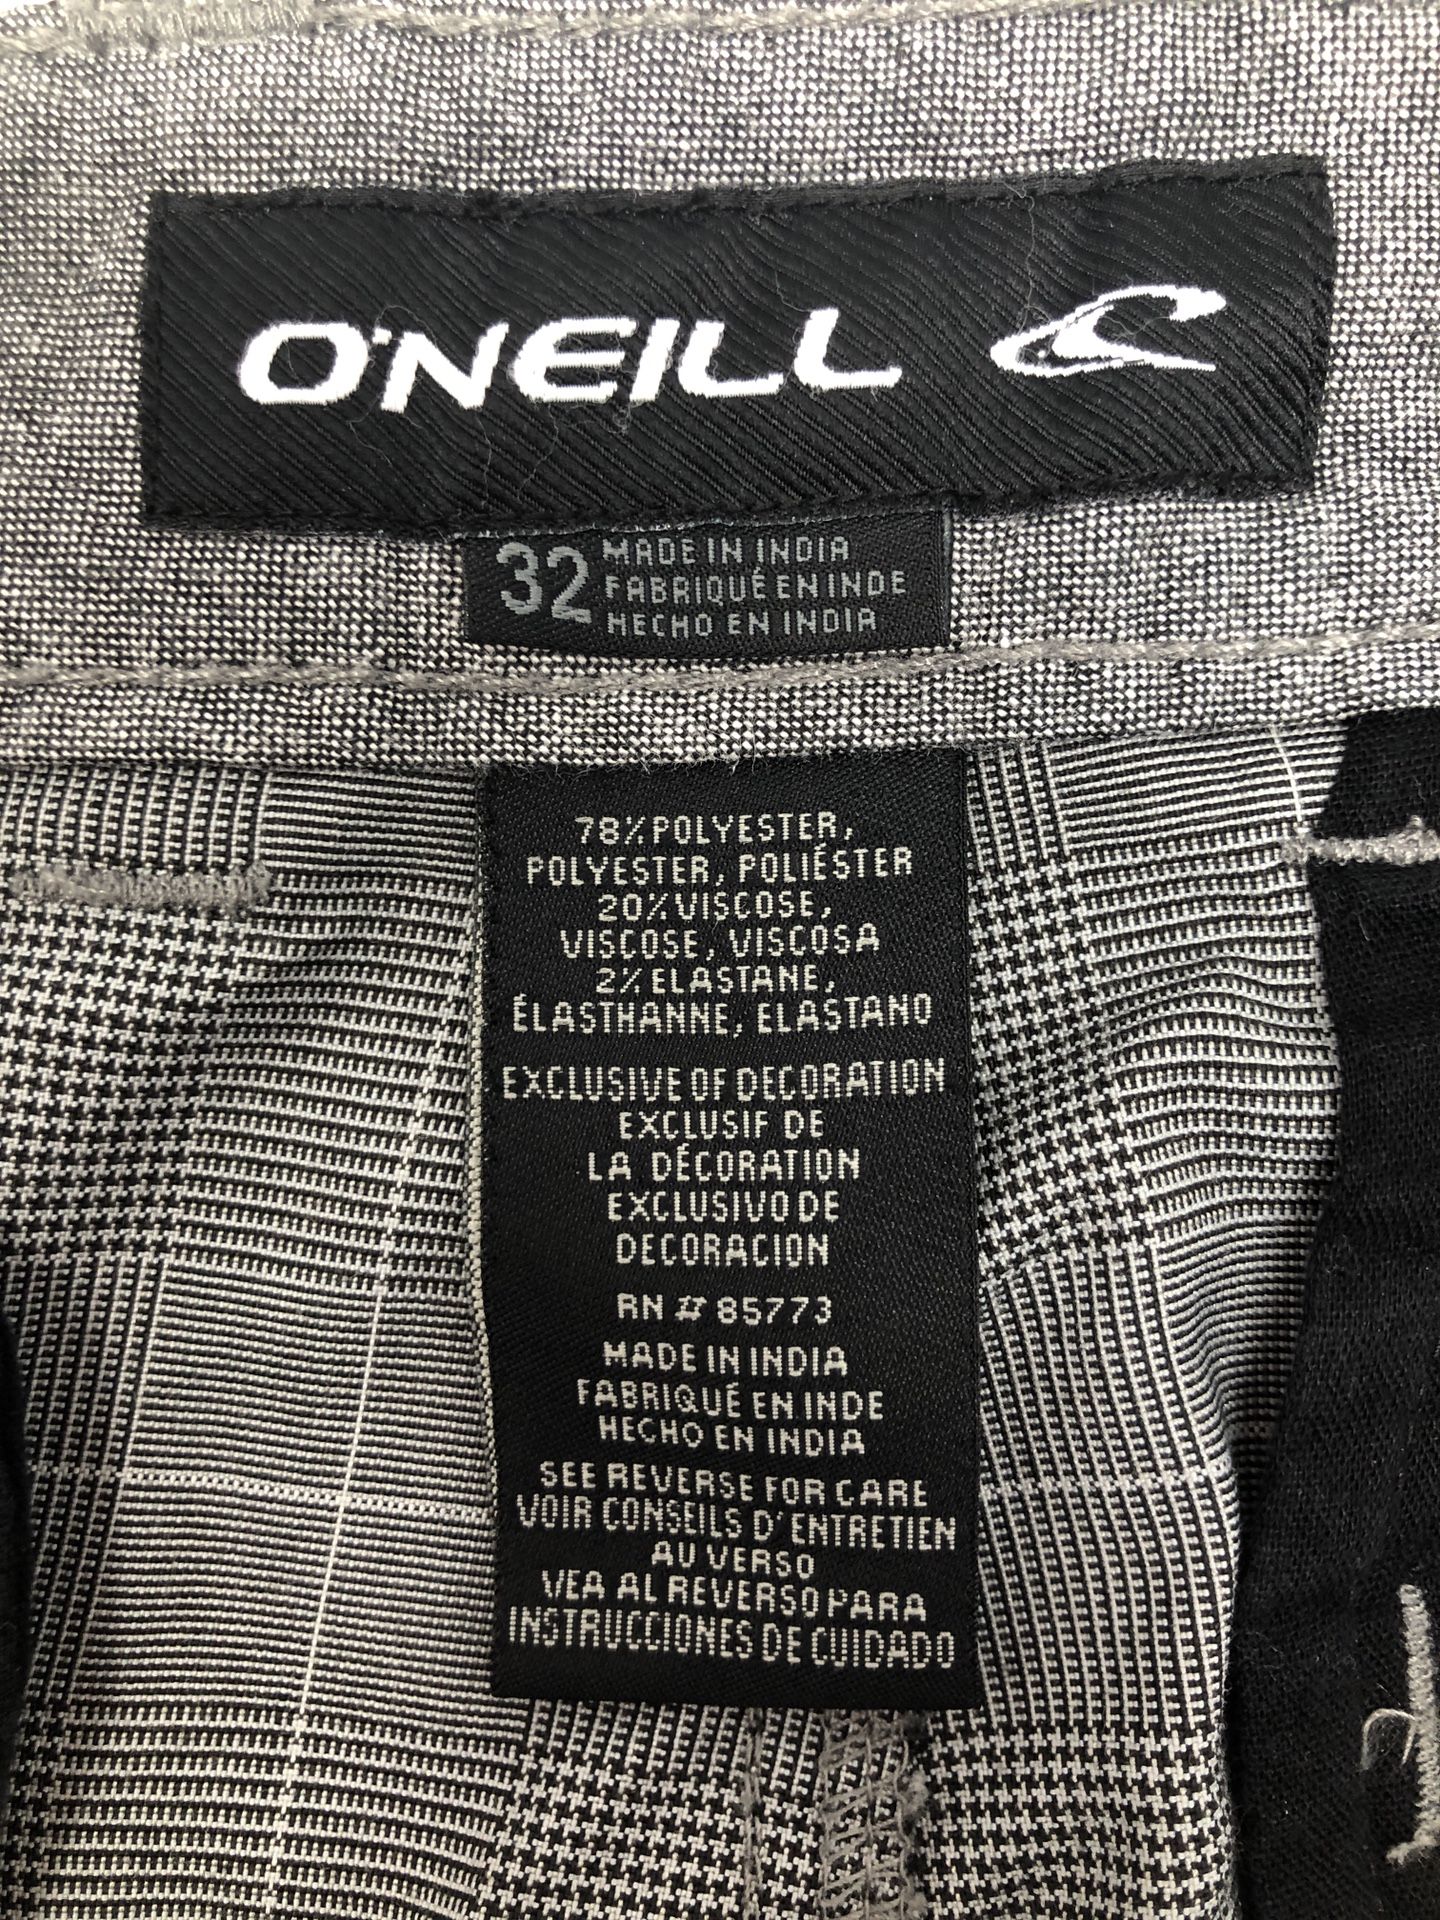 O'NEILL
32
MADE IN INDIA
FABRIQUÉ EN INDE
HECHO EN INDIA
78% POLYESTER,
POLYESTER, POLIÉSTER
20% VISCOSE,
VISCOSE, VISCOSA
2% ELASTANE,
ÉLASTHANNE, ELASTANO
EXCLUSIVE OF DECORATION
EXCLUSIF DE
LA DÉCORATION
EXCLUSIVO DE
DECORACION
RN # 85773
MADE IN INDIA
FABRIQUÉ EN INDE
HECHO EN INDIA
SEE REVERSE FOR CARE
VOIR CONSEILS D'ENTRETIEN
AU VERSO
VEA AL REVERSO PARA
INSTRUCCIONES DE CUIDADO